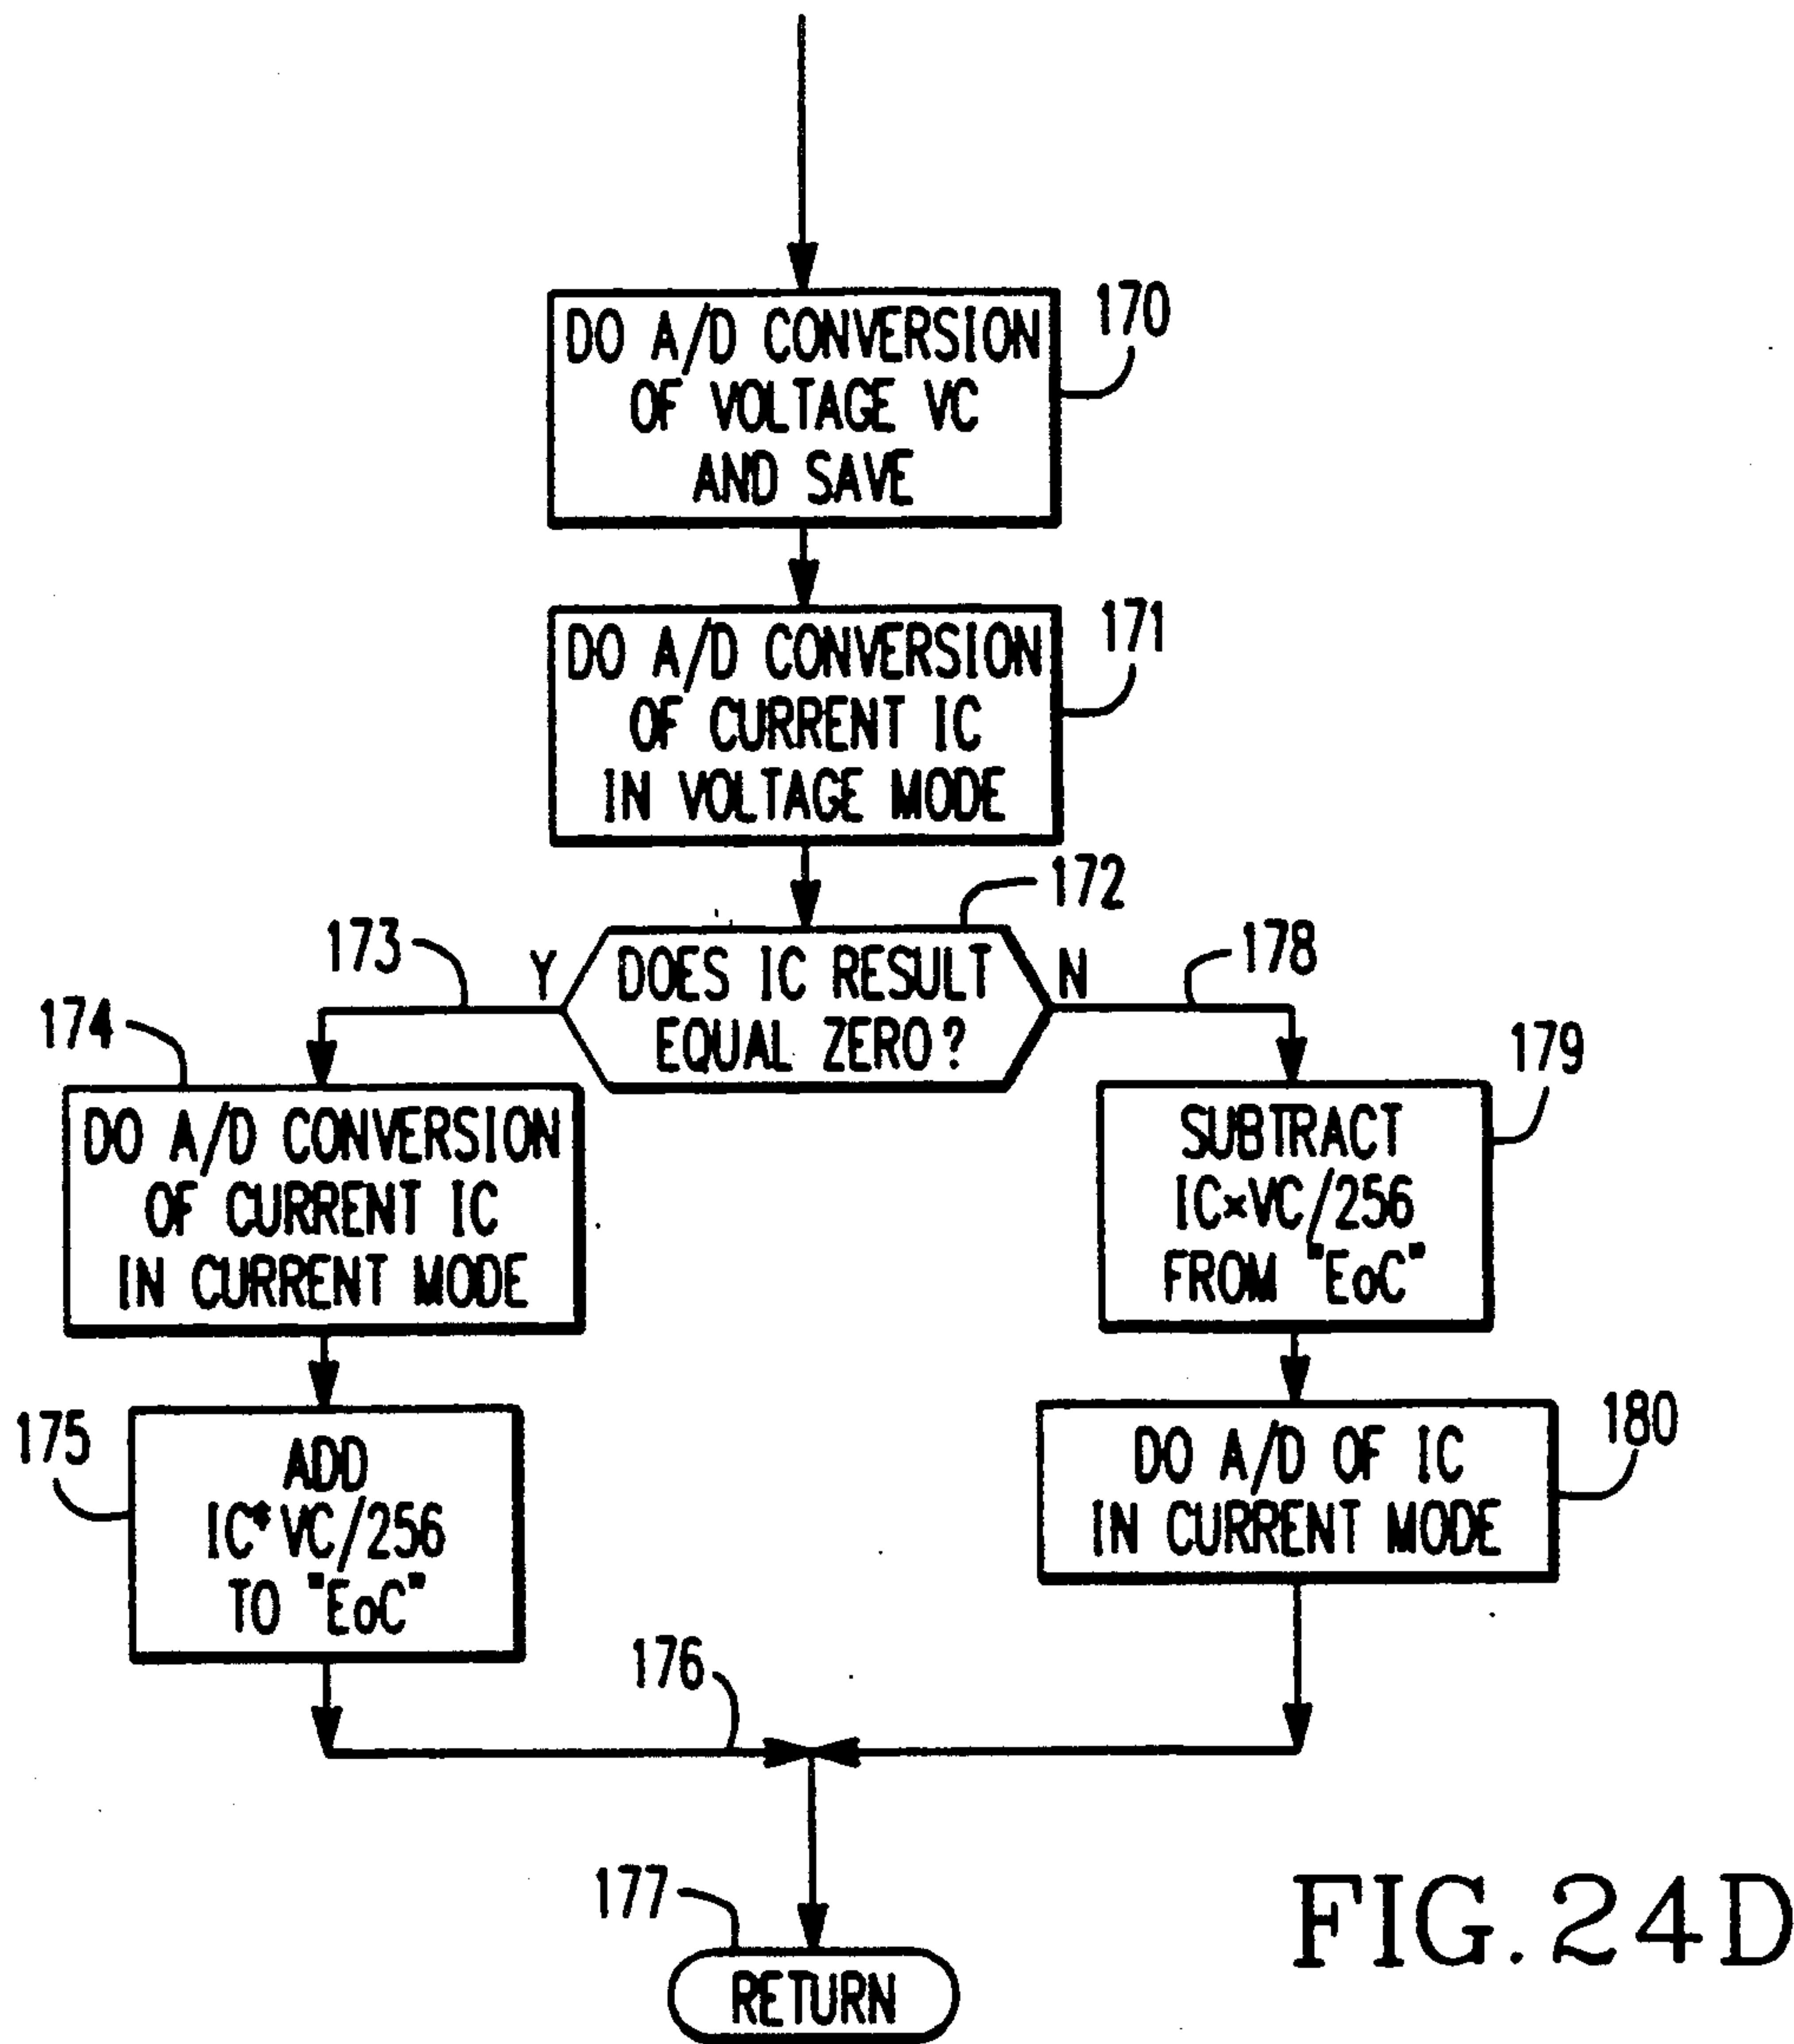 DO A/D CONVERSION
OF VOLTAGE VC
AND SAVE
170
DO A/D CONVERSION
OF CURRENT IC
IN VOLTAGE MODE
171
172
173
Y
DOES IC RESULT
EQUAL ZERO?
N
178
174
DO A/D CONVERSION
OF CURRENT IC
IN CURRENT MODE
179
SUBTRACT
IC×VC/256
FROM "EoC"
175
ADD
IC*VC/256
TO "EoC"
180
DO A/D OF IC
IN CURRENT MODE
176
177
RETURN
FIG. 24D